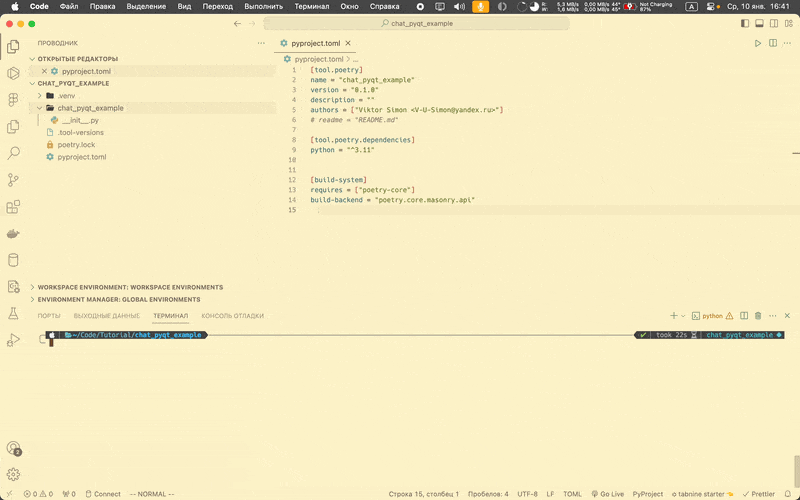 Code Файл Правка Выделение Вид Переход Выполнить Терминал Окно Справка
R: 5,3 MB/s 0,00 MB/s 44° Not Charging
W: 1,6 MB/s 0,00 MB/s 45° 87%
A Ср, 10 янв. 16:41
chat_pyqt_example
ПРОВОДНИК
ОТКРЫТЫЕ РЕДАКТОРЫ
pyproject.toml
CHAT_PYQT_EXAMPLE
.venv
chat_pyqt_example
__init__.py
.tool-versions
poetry.lock
pyproject.toml
WORKSPACE ENVIRONMENT: WORKSPACE ENVIRONMENTS
ENVIRONMENT MANAGER: GLOBAL ENVIRONMENTS
pyproject.toml
pyproject.toml > ...
1 [tool.poetry]
2 name = "chat_pyqt_example"
3 version = "0.1.0"
4 description = ""
5 authors = ["Viktor Simon <V-U-Simon@yandex.ru>"]
6 # readme = "README.md"
7
8 [tool.poetry.dependencies]
9 python = "^3.11"
10
11
12 [build-system]
13 requires = ["poetry-core"]
14 build-backend = "poetry.core.masonry.api"
15
ПОРТЫ ВЫХОДНЫЕ ДАННЫЕ ТЕРМИНАЛ КОНСОЛЬ ОТЛАДКИ
python
~/Code/Tutorial/chat_pyqt_example
took 22s chat_pyqt_example
2
0 0 0 Connect -- NORMAL --
Строка 15, столбец 1 Пробелов: 4 UTF-8 LF TOML Go Live PyProject tabnine starter Prettier